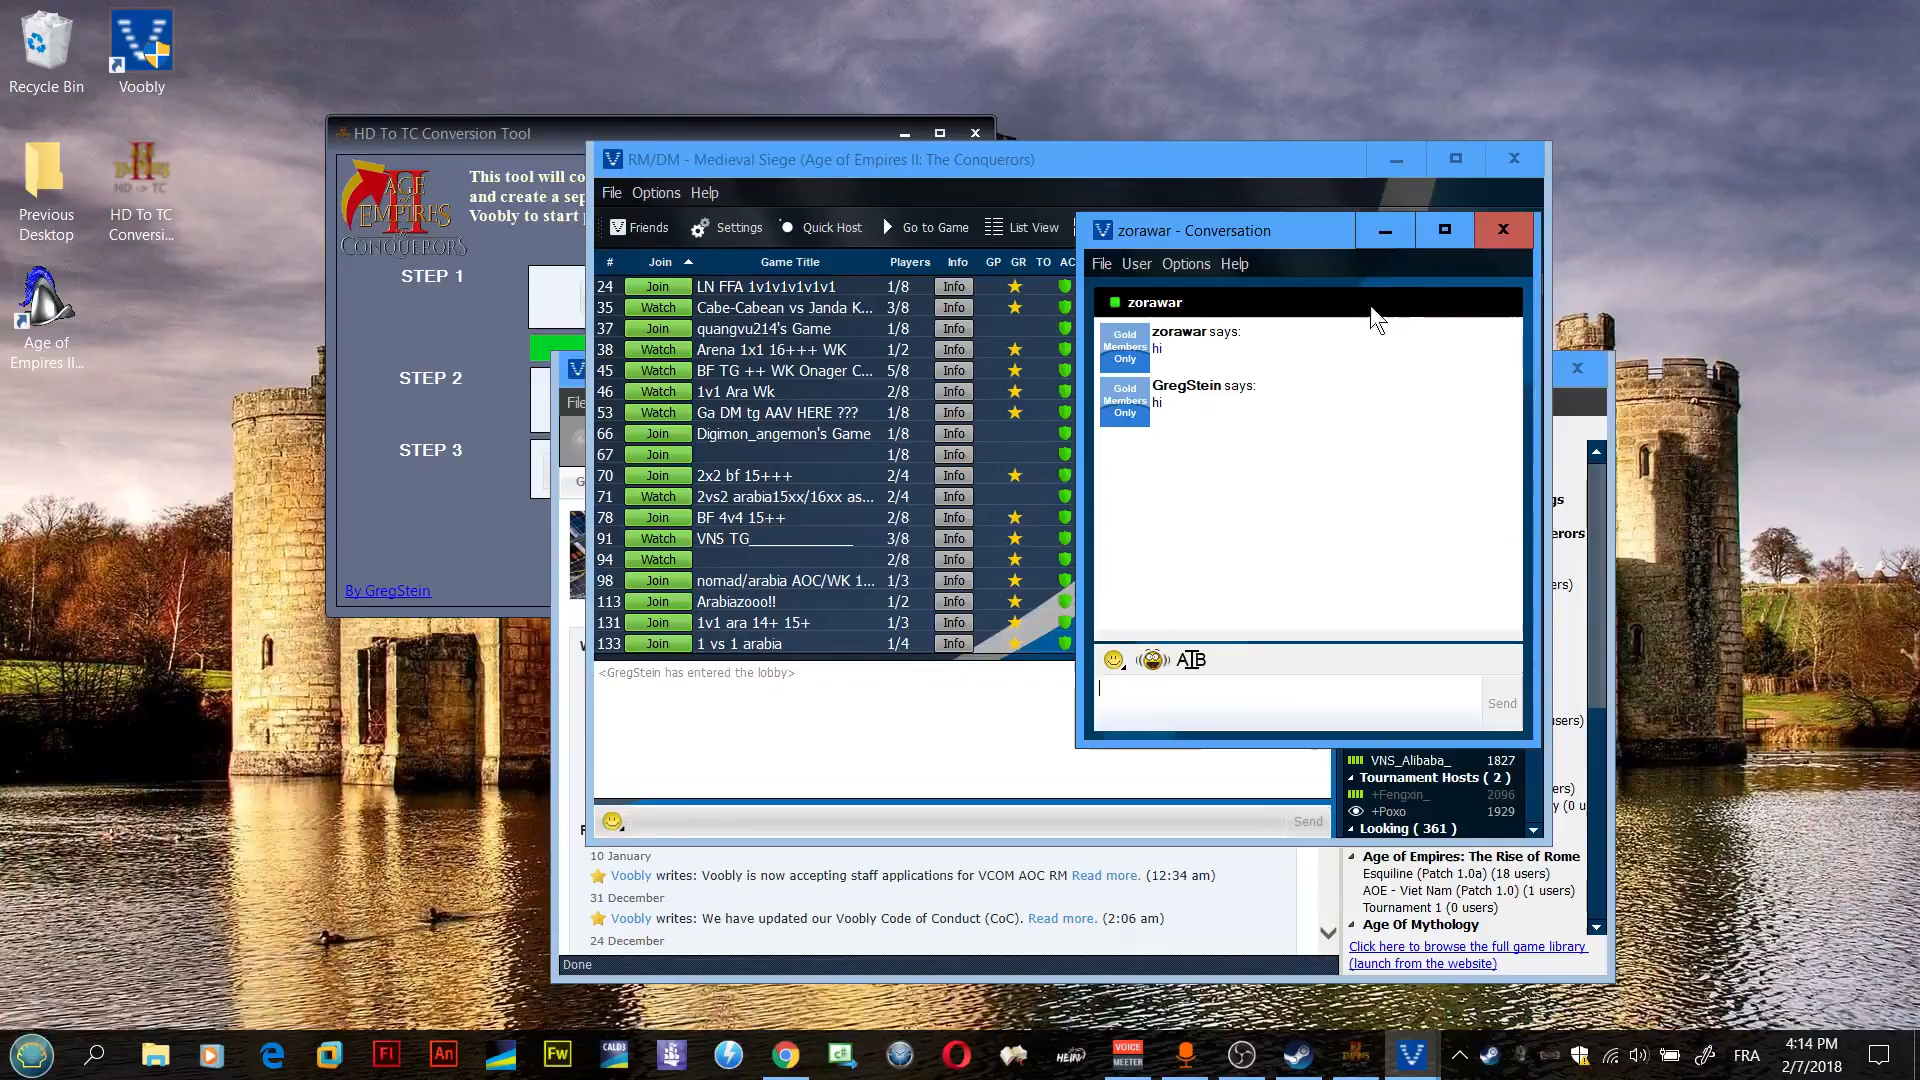 Recycle Bin
Voobly
Previous
Desktop
HD To TC
Conversi...
Age of
Empires II...
HD To TC Conversion Tool
AGE
EMPIRES
CONQUERORS
This tool will co
and create a sep
Voobly to start
STEP 1
STEP 2
STEP 3
By GregStein
RM/DM - Medieval Siege (Age of Empires II: The Conquerors)
File Options Help
Friends Settings Quick Host Go to Game List View
# Join Game Title Players Info GP GR TO AC
24 Join LN FFA 1v1v1v1v1v1 1/8 Info
35 Watch Cabe-Cabean vs Janda K... 3/8 Info
37 Join quangvu214's Game 1/8 Info
38 Watch Arena 1x1 16+++ WK 1/2 Info
45 Watch BF TG ++ WK Onager C... 5/8 Info
46 Watch 1v1 Ara Wk 2/8 Info
53 Watch Ga DM tg AAV HERE ??? 1/8 Info
66 Join Digimon_angemon's Game 1/8 Info
67 Join 1/8 Info
70 Join 2x2 bf 15+++ 2/4 Info
71 Watch 2vs2 arabia15xx/16xx as... 2/4 Info
78 Join BF 4v4 15++ 2/8 Info
91 Watch VNS TG_____________ 3/8 Info
94 Watch 2/8 Info
98 Join nomad/arabia AOC/WK 1... 1/3 Info
113 Join Arabiazooo!! 1/2 Info
131 Join 1v1 ara 14+ 15+ 1/3 Info
133 Join 1 vs 1 arabia 1/4 Info
<GregStein has entered the lobby>
Send
zorawar - Conversation
File User Options Help
zorawar
Gold
Members
Only
zorawar says:
hi
Gold
Members
Only
GregStein says:
hi
Send
VNS_Alibaba_ 1827
Tournament Hosts ( 2 )
+Fengxin_ 2096
+Poxo 1929
Looking ( 361 )
10 January
Voobly writes: Voobly is now accepting staff applications for VCOM AOC RM Read more. (12:34 am)
31 December
Voobly writes: We have updated our Voobly Code of Conduct (CoC). Read more. (2:06 am)
24 December
Done
Age of Empires: The Rise of Rome
Esquiline (Patch 1.0a) (18 users)
AOE - Viet Nam (Patch 1.0) (1 users)
Tournament 1 (0 users)
Age Of Mythology
Click here to browse the full game library
(launch from the website)
Fl
An
Fw
CALD3
VOICE
MEETER
FRA
4:14 PM
2/7/2018